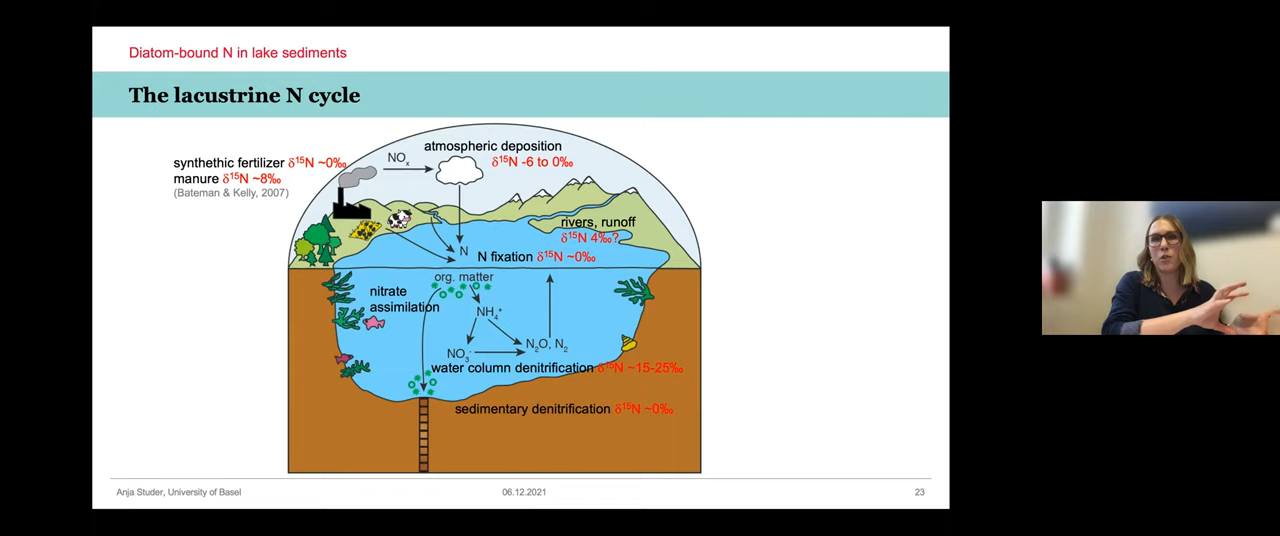 Diatom-bound N in lake sediments
The lacustrine N cycle
synthethic fertilizer δ¹⁵N ~0‰
manure δ¹⁵N ~8‰
(Bateman & Kelly, 2007)
NOₓ
atmospheric deposition
δ¹⁵N -6 to 0‰
rivers, runoff
δ¹⁵N 4‰?
N
N fixation δ¹⁵N ~0‰
org. matter
nitrate
assimilation
NH₄⁺
NO₃⁻
N₂O, N₂
water column denitrification δ¹⁵N ~15-25‰
sedimentary denitrification δ¹⁵N ~0‰
Anja Studer, University of Basel
06.12.2021
23